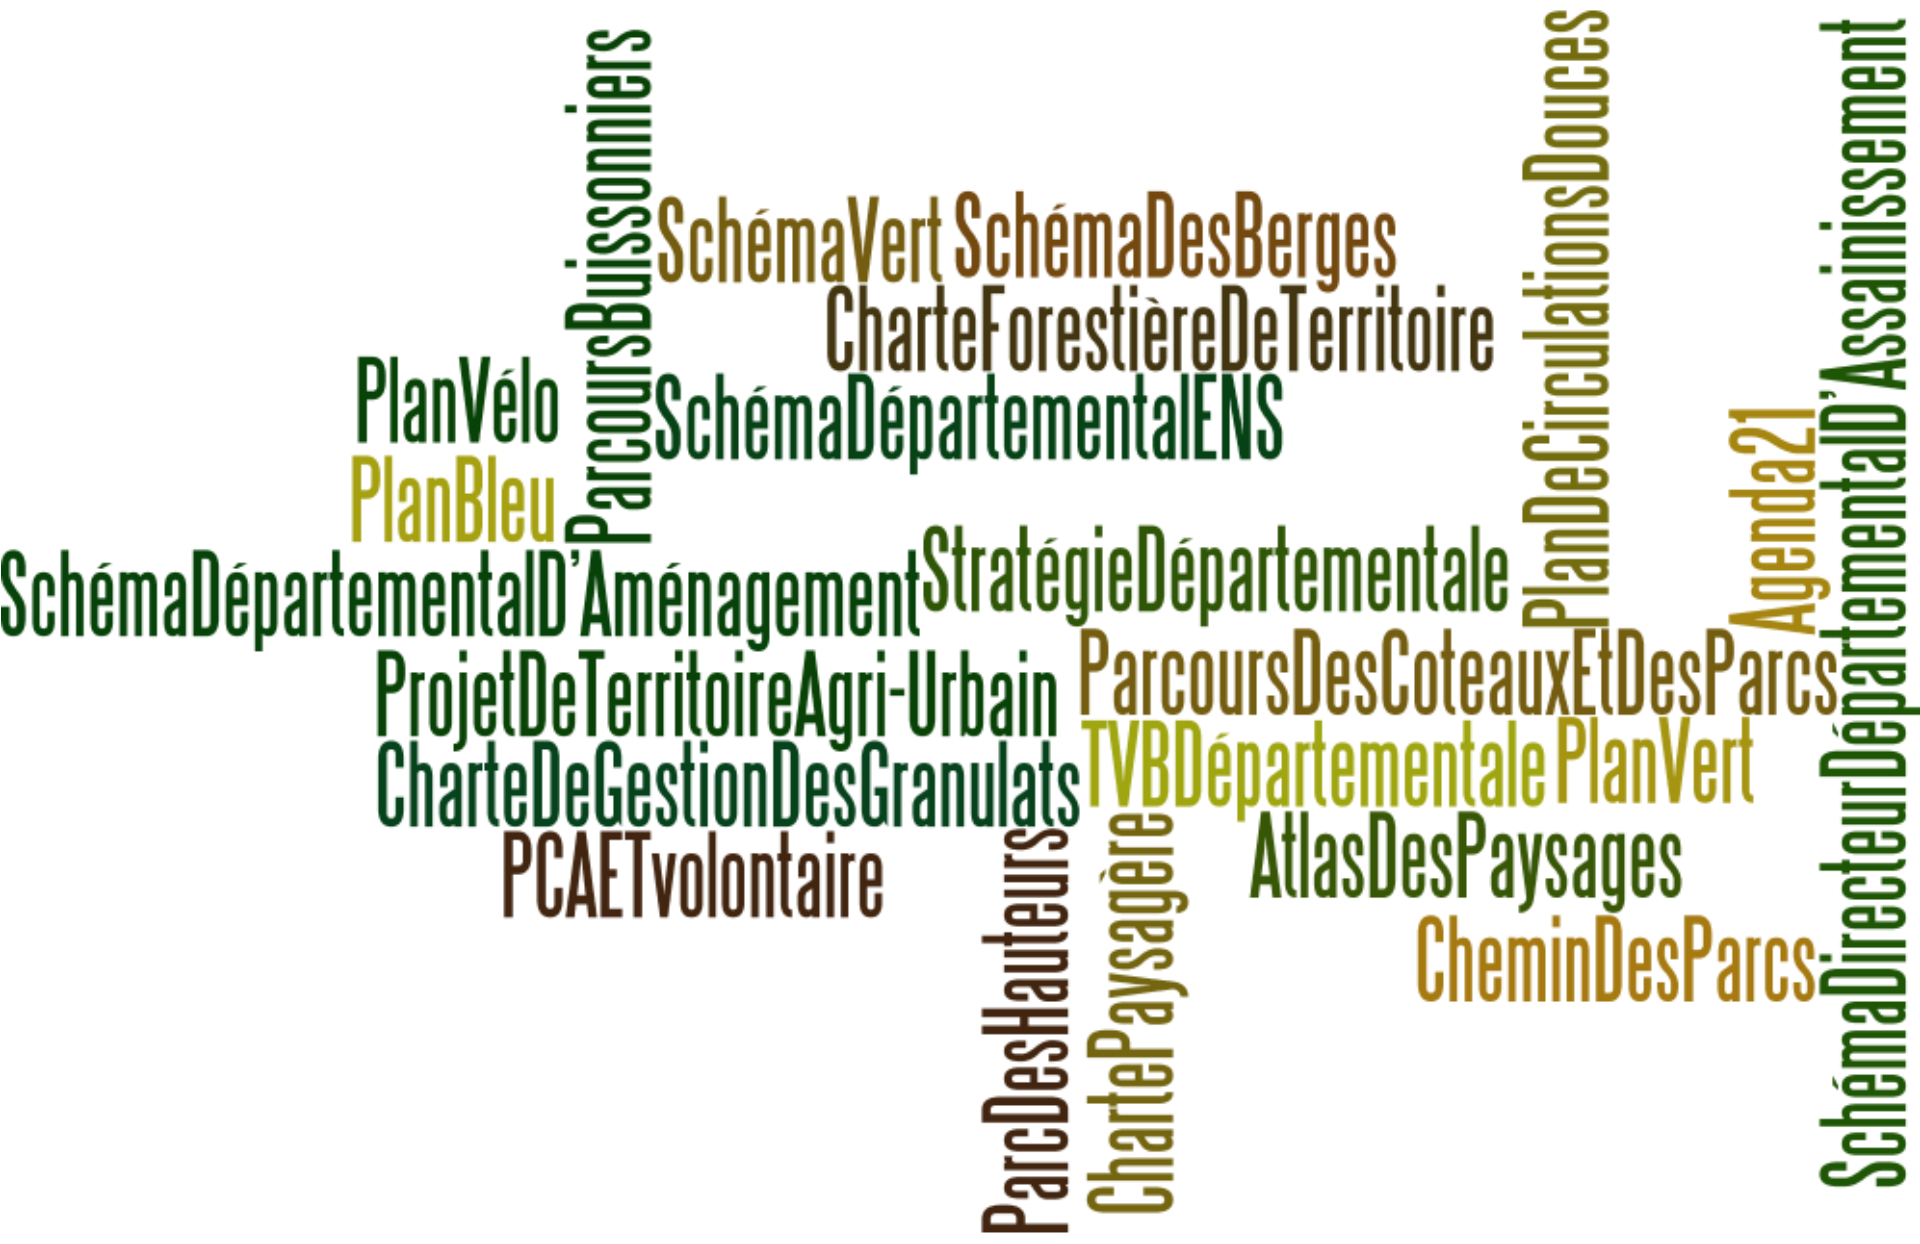 ParcoursBuissonniers
PlanDeCirculationsDouces
SchémaDirecteurDépartementalD'Assainissement
SchémaVert
SchémaDesBerges
CharteForestièreDeTerritoire
PlanVélo
SchémaDépartementalENS
Agenda21
PlanBleu
SchémaDépartementalD'Aménagement
StratégieDépartementale
ProjetDeTerritoireAgri-Urbain
ParcoursDesCoteauxEtDesParcs
CharteDeGestionDesGranulats
TVBDépartementale
PlanVert
PCAETvolontaire
ParcDesHauteurs
ChartePaysagère
AtlasDesPaysages
CheminDesParcs